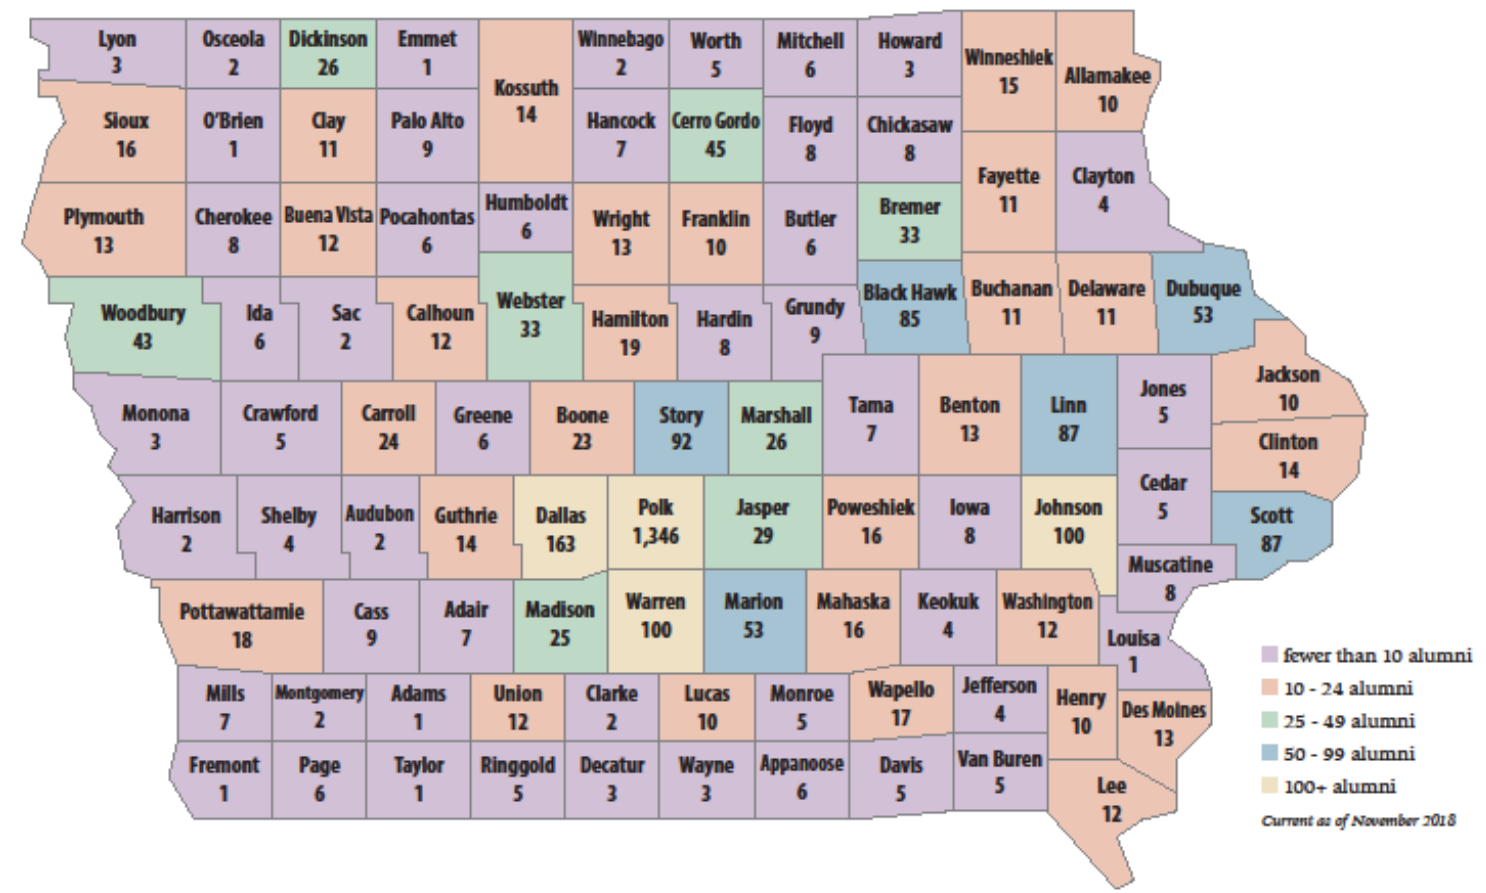 Lyon
3
Osceola
2
Dickinson
26
Emmet
1
Kossuth
14
Winnebago
2
Worth
5
Mitchell
6
Howard
3
Winneshiek
15
Allamakee
10
Sioux
16
O'Brien
1
Clay
11
Palo Alto
9
Hancock
7
Cerro Gordo
45
Floyd
8
Chickasaw
8
Fayette
11
Clayton
4
Plymouth
13
Cherokee
8
Buena Vista
12
Pocahontas
6
Humboldt
6
Wright
13
Franklin
10
Butler
6
Bremer
33
Woodbury
43
Ida
6
Sac
2
Calhoun
12
Webster
33
Hamilton
19
Hardin
8
Grundy
9
Black Hawk
85
Buchanan
11
Delaware
11
Dubuque
53
Monona
3
Crawford
5
Carroll
24
Greene
6
Boone
23
Story
92
Marshall
26
Tama
7
Benton
13
Linn
87
Jones
5
Jackson
10
Clinton
14
Harrison
2
Shelby
4
Audubon
2
Guthrie
14
Dallas
163
Polk
1,346
Jasper
29
Poweshiek
16
Iowa
8
Johnson
100
Cedar
5
Scott
87
Muscatine
8
Pottawattamie
18
Cass
9
Adair
7
Madison
25
Warren
100
Marion
53
Mahaska
16
Keokuk
4
Washington
12
Louisa
1
Mills
7
Montgomery
2
Adams
1
Union
12
Clarke
2
Lucas
10
Monroe
5
Wapello
17
Jefferson
4
Henry
10
Des Moines
13
Fremont
1
Page
6
Taylor
1
Ringgold
5
Decatur
3
Wayne
3
Appanoose
6
Davis
5
Van Buren
5
Lee
12
fewer than 10 alumni
10 - 24 alumni
25 - 49 alumni
50 - 99 alumni
100+ alumni
Current as of November 2018